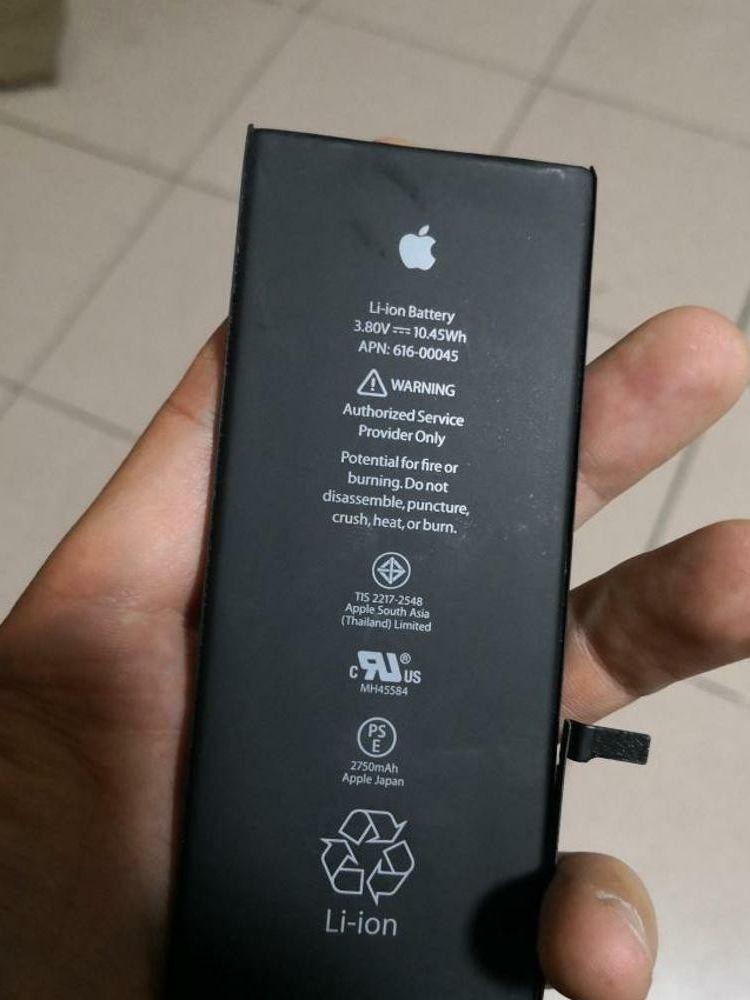 Li-ion Battery
3.80V ⎓ 10.45Wh
APN: 616-00045
WARNING
Authorized Service
Provider Only
Potential for fire or
burning. Do not
disassemble, puncture,
crush, heat, or burn.
TIS 2217-2548
Apple South Asia
(Thailand) Limited
c RU ® US
MH45584
PS
E
2750mAh
Apple Japan
Li-ion